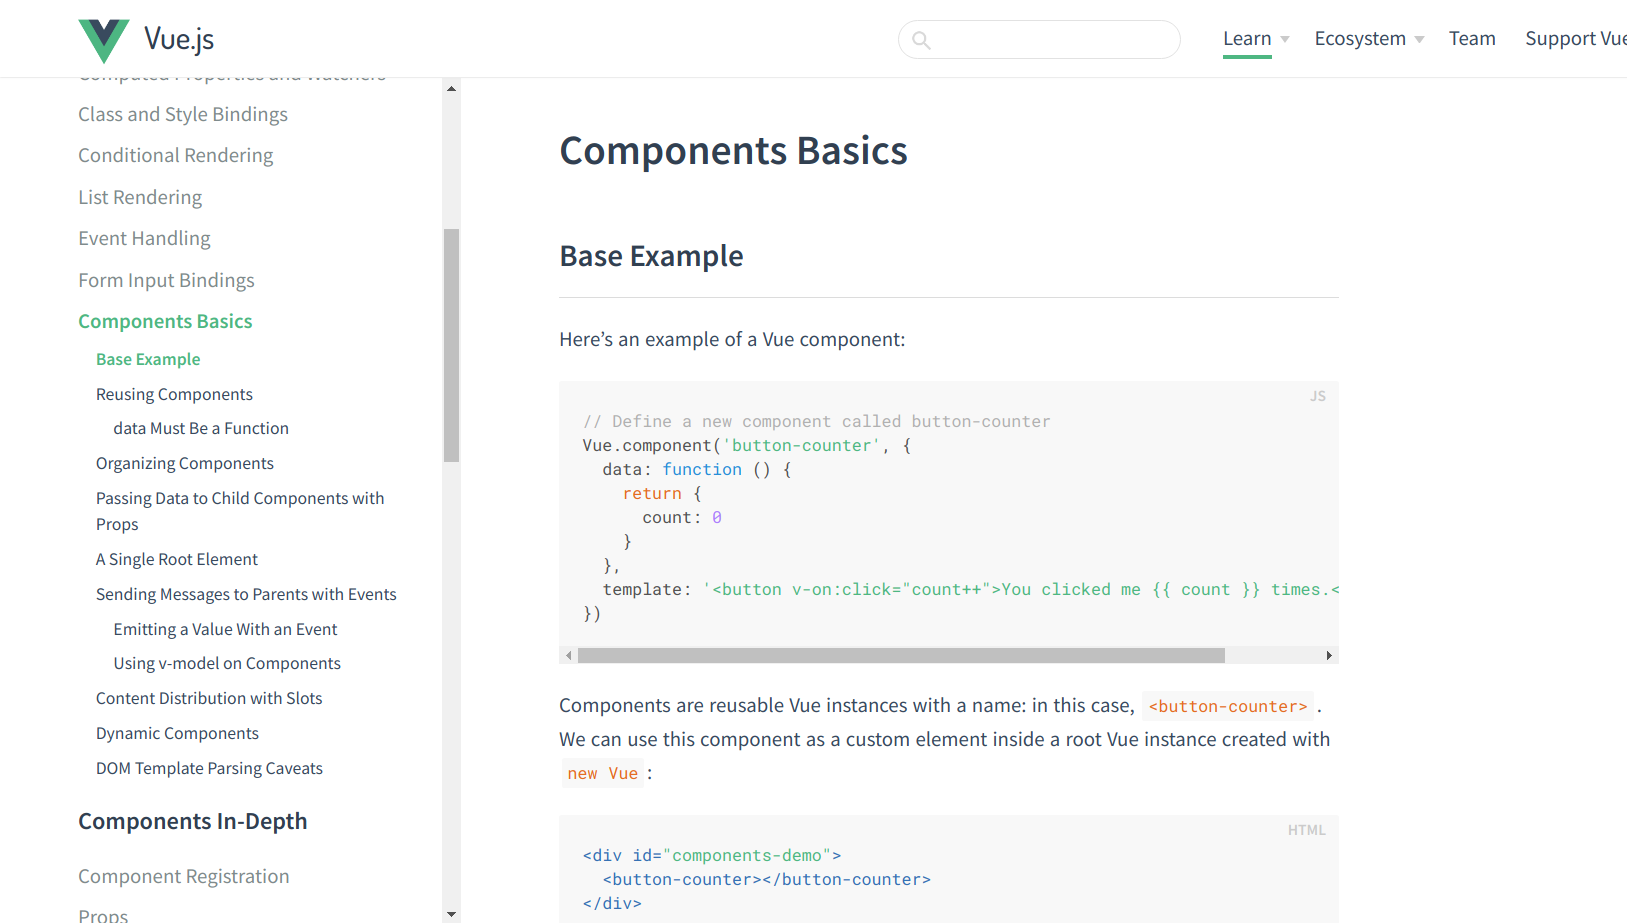 Vue.js
Learn
Ecosystem
Team
Support Vue
Computed Properties and Watchers
Class and Style Bindings
Conditional Rendering
List Rendering
Event Handling
Form Input Bindings
Components Basics
Base Example
Reusing Components
data Must Be a Function
Organizing Components
Passing Data to Child Components with
Props
A Single Root Element
Sending Messages to Parents with Events
Emitting a Value With an Event
Using v-model on Components
Content Distribution with Slots
Dynamic Components
DOM Template Parsing Caveats
Components In-Depth
Component Registration
Props
Components Basics
Base Example
Here’s an example of a Vue component:
JS
// Define a new component called button-counter
Vue.component('button-counter', {
  data: function () {
    return {
      count: 0
    }
  },
  template: '<button v-on:click="count++">You clicked me {{ count }} times.<
})
Components are reusable Vue instances with a name: in this case, <button-counter> .
We can use this component as a custom element inside a root Vue instance created with
new Vue :
HTML
<div id="components-demo">
  <button-counter></button-counter>
</div>